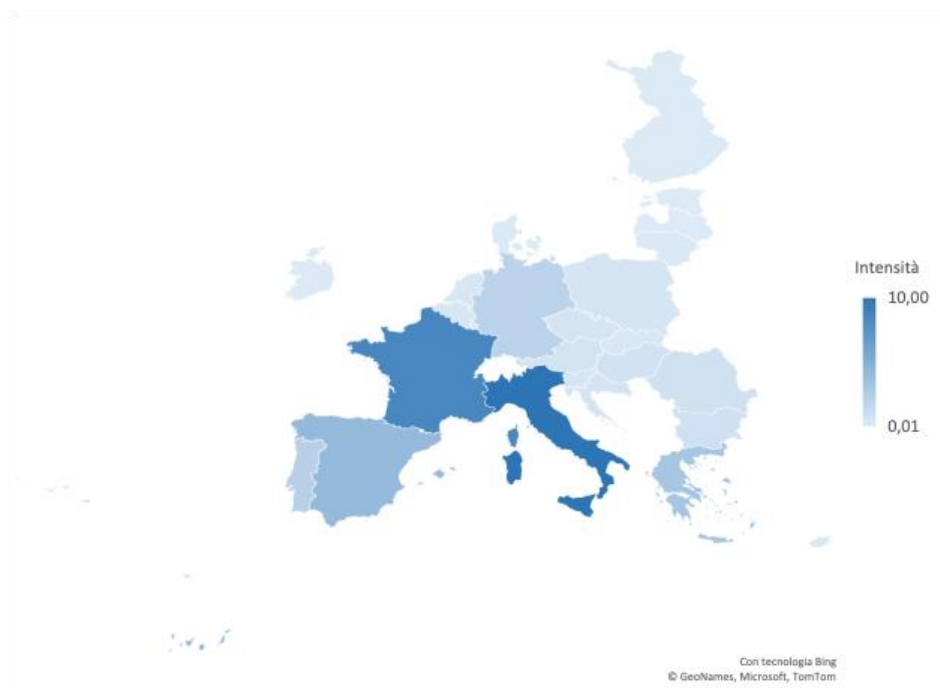 Intensità
10,00
0,01
Con tecnologia Bing
© GeoNames, Microsoft, TomTom